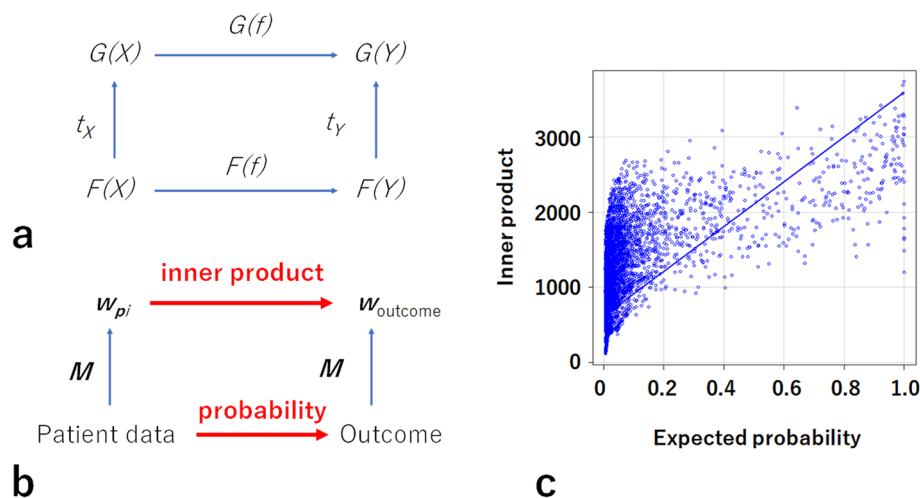 G(f)
G(X)
G(Y)
t_X
t_Y
F(f)
F(X)
F(Y)
a
inner product
w_pi
w_outcome
M
M
probability
Patient data
Outcome
b
Inner product
3000
2000
1000
0
0
0.2
0.4
0.6
0.8
1.0
Expected probability
c